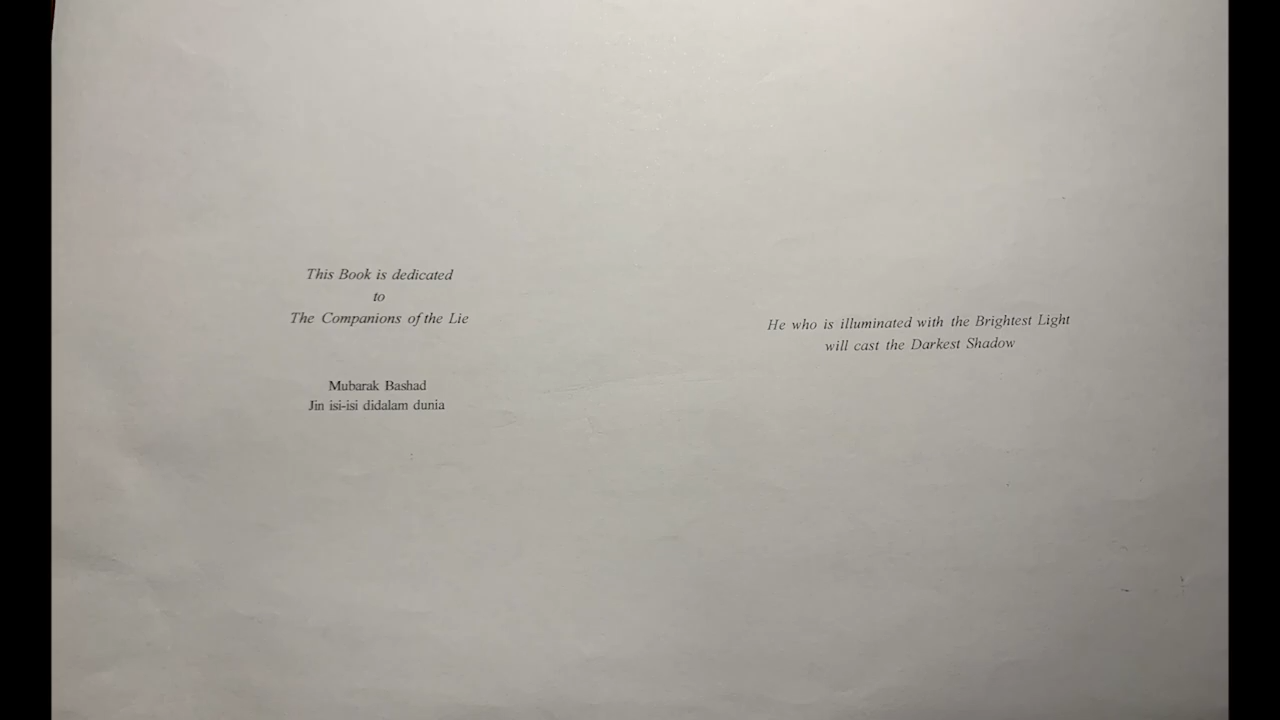 This Book is dedicated
to
The Companions of the Lie
Mubarak Bashad
Jin isi-isi didalam dunia
He who is illuminated with the Brightest Light
will cast the Darkest Shadow